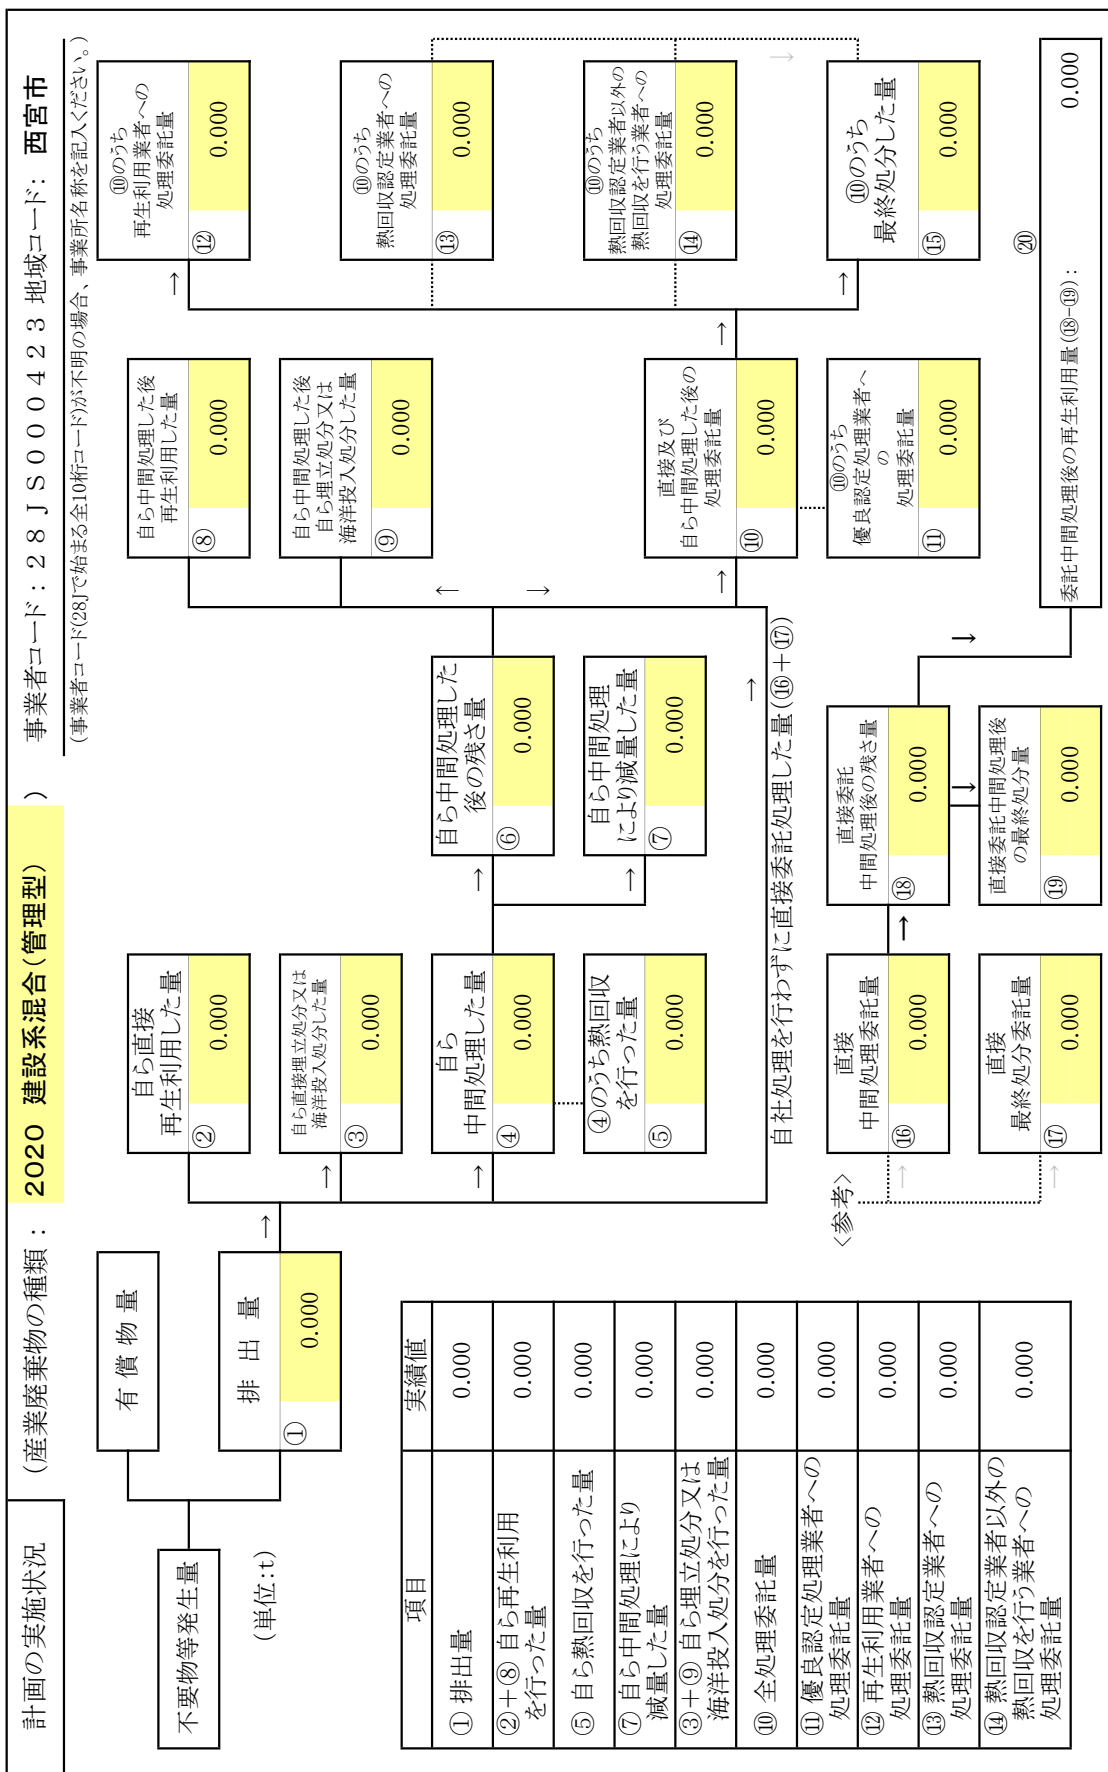 計画の実施状況
(産業廃棄物の種類: 2020 建設系混合(管理型) )
事業者コード:28JS000423 地域コード: 西宮市
(事業者コード(28Jで始まる全10桁コード)が不明の場合、事業所名称を記入ください。)
不要物等発生量
(単位:t)
有 償 物 量
排 出 量
①
0.000
→
自ら直接
再生利用した量
②
0.000
自ら直接埋立処分又は
海洋投入処分した量
③
0.000
→
自ら
中間処理した量
④
0.000
→
④のうち熱回収
を行った量
⑤
0.000
自ら中間処理した
後の残さ量
⑥
0.000
→
自ら中間処理
により減量した量
⑦
0.000
→
自ら中間処理した後
再生利用した量
⑧
0.000
自ら中間処理した後
自ら埋立処分又は
海洋投入処分した量
⑨
0.000
↑
↓
直接及び
自ら中間処理した後の
処理委託量
⑩
0.000
→
→
⑩のうち
優良認定処理業者へ
の
処理委託量
⑪
0.000
⑩のうち
再生利用業者への
処理委託量
⑫
0.000
→
⑩のうち
熱回収認定業者への
処理委託量
⑬
0.000
⑩のうち
熱回収認定業者以外の
熱回収を行う業者への
処理委託量
⑭
0.000
⑩のうち
最終処分した量
⑮
0.000
→
↓
自社処理を行わずに直接委託処理した量(⑯+⑰)
→
<参考>
直接
中間処理委託量
⑯
0.000
→
直接
最終処分委託量
⑰
0.000
→
直接委託
中間処理後の残さ量
⑱
0.000
→
直接委託中間処理後
の最終処分量
⑲
0.000
↓
↓
⑳
委託中間処理後の再生利用量(⑱-⑲):
0.000
項目 実績値
① 排出量 0.000
②+⑧ 自ら再生利用
を行った量 0.000
⑤ 自ら熱回収を行った量 0.000
⑦ 自ら中間処理により
減量した量 0.000
③+⑨ 自ら埋立処分又は
海洋投入処分を行った量 0.000
⑩ 全処理委託量 0.000
⑪ 優良認定処理業者への
処理委託量 0.000
⑫ 再生利用業者への
処理委託量 0.000
⑬ 熱回収認定業者への
処理委託量 0.000
⑭ 熱回収認定業者以外の
熱回収を行う業者への
処理委託量 0.000